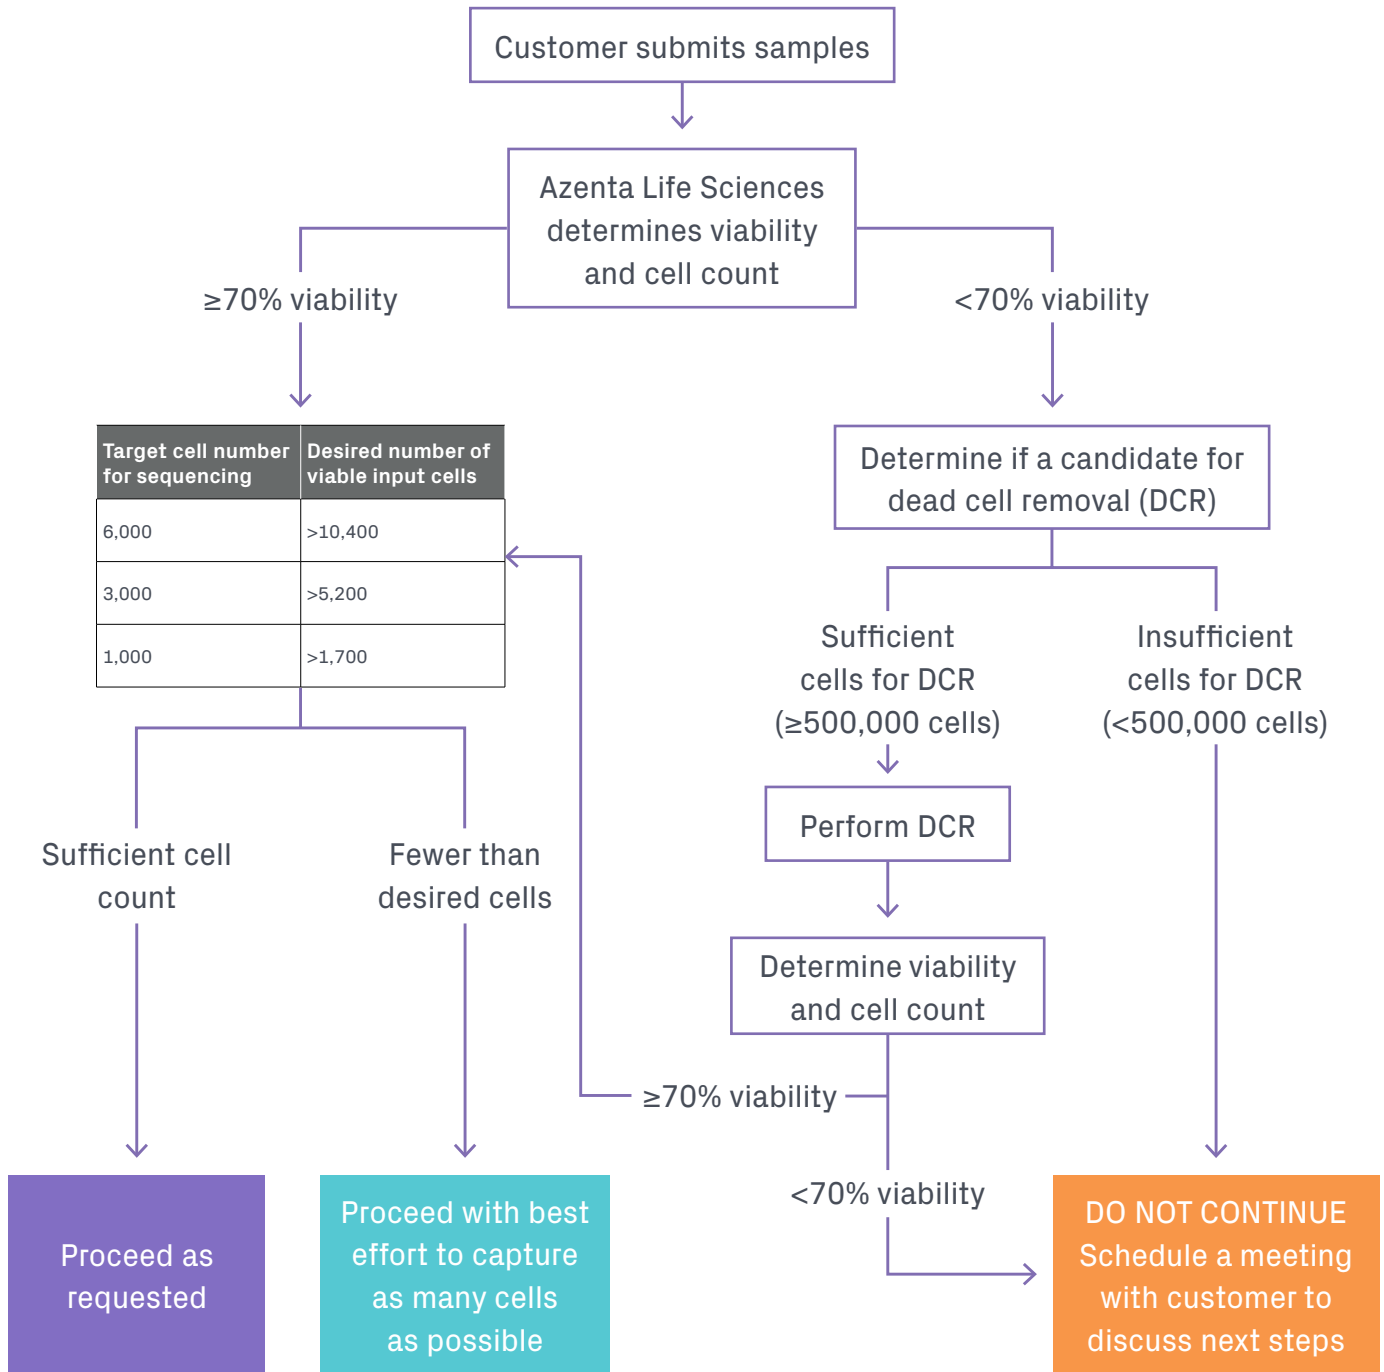 Customer submits samples
Azenta Life Sciences
determines viability
and cell count
≥70% viability
<70% viability
Target cell number
for sequencing
Desired number of
viable input cells
6,000
>10,400
3,000
>5,200
1,000
>1,700
Determine if a candidate for
dead cell removal (DCR)
Sufficient
cells for DCR
(≥500,000 cells)
Insufficient
cells for DCR
(<500,000 cells)
Perform DCR
Sufficient cell
count
Fewer than
desired cells
Determine viability
and cell count
≥70% viability
<70% viability
Proceed as
requested
Proceed with best
effort to capture
as many cells
as possible
DO NOT CONTINUE
Schedule a meeting
with customer to
discuss next steps